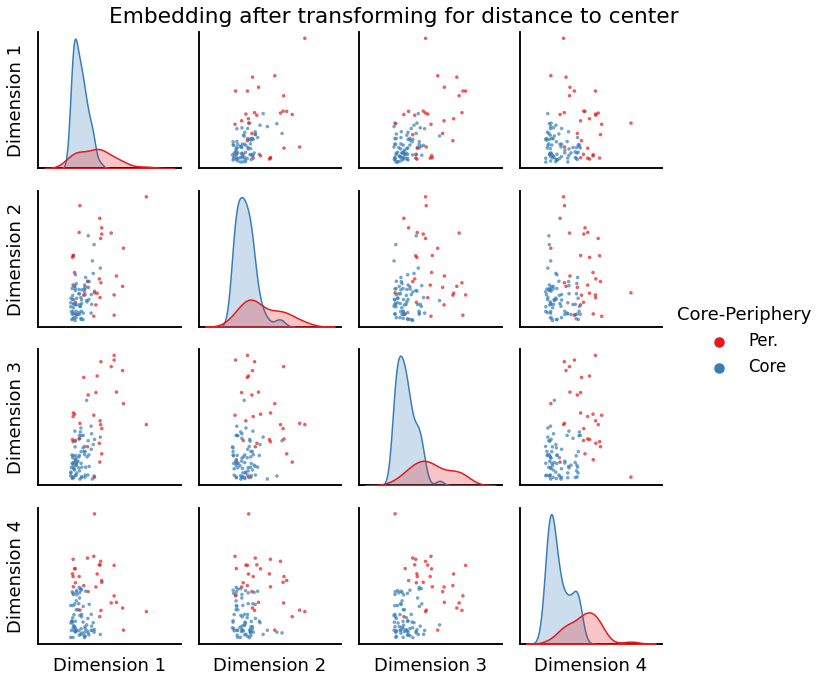 Embedding after transforming for distance to center
Dimension 1
Dimension 2
Dimension 3
Dimension 4
Core-Periphery
Per.
Core
Dimension 1
Dimension 2
Dimension 3
Dimension 4